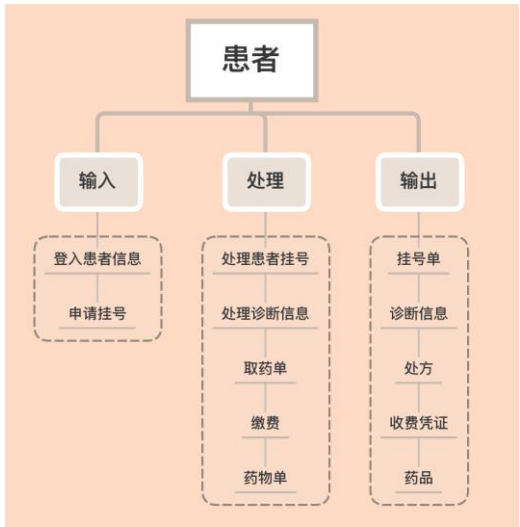 患者
输入
处理
输出
登入患者信息
申请挂号
处理患者挂号
处理诊断信息
取药单
缴费
药物单
挂号单
诊断信息
处方
收费凭证
药品